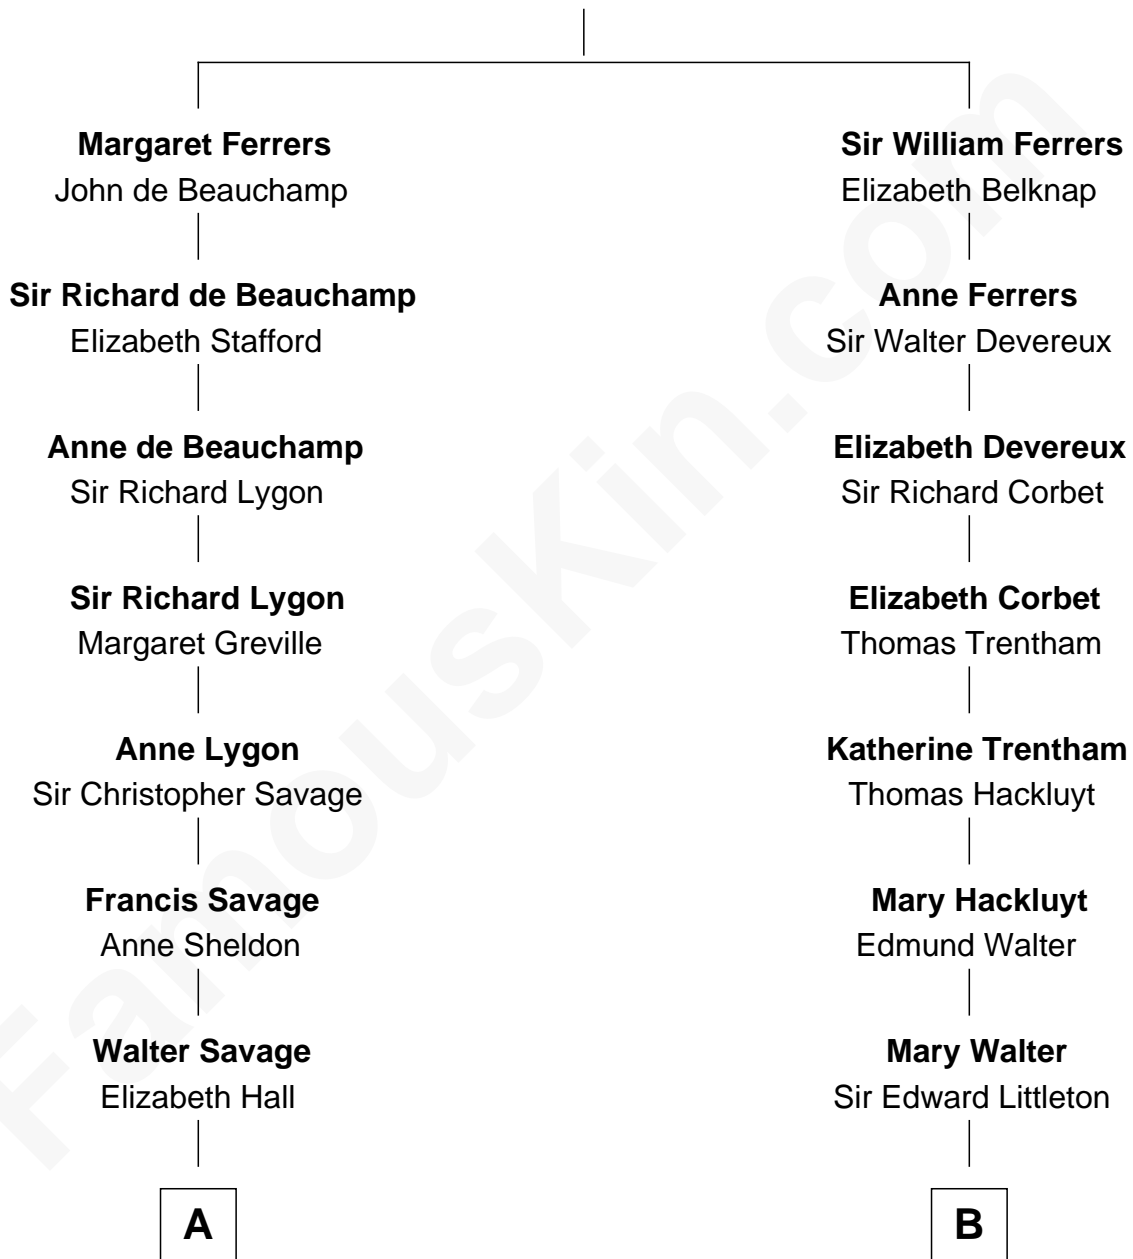 Margaret Ferrers
John de Beauchamp
Sir Richard de Beauchamp
Elizabeth Stafford
Anne de Beauchamp
Sir Richard Lygon
Sir Richard Lygon
Margaret Greville
Anne Lygon
Sir Christopher Savage
Francis Savage
Anne Sheldon
Walter Savage
Elizabeth Hall
A
Sir William Ferrers
Elizabeth Belknap
Anne Ferrers
Sir Walter Devereux
Elizabeth Devereux
Sir Richard Corbet
Elizabeth Corbet
Thomas Trentham
Katherine Trentham
Thomas Hackluyt
Mary Hackluyt
Edmund Walter
Mary Walter
Sir Edward Littleton
B
FamousKin.com